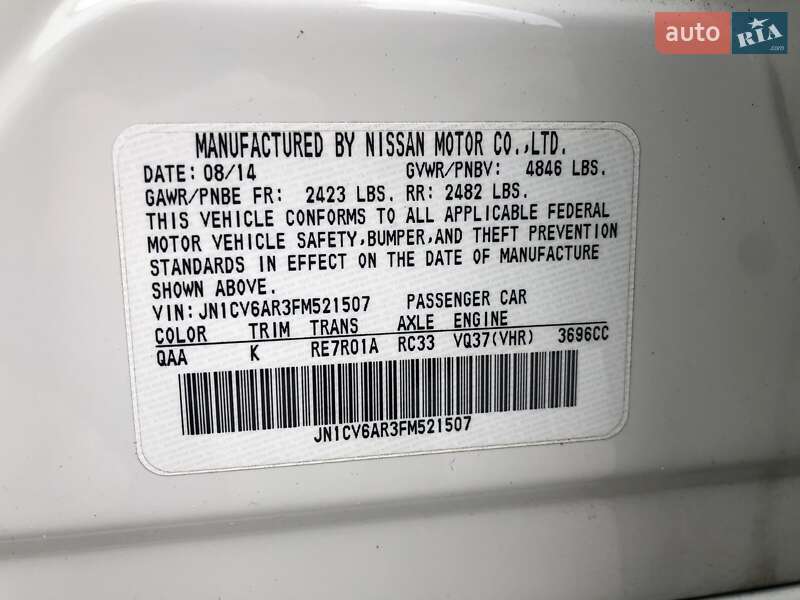 auto RIA.com
MANUFACTURED BY NISSAN MOTOR CO.,LTD.
DATE: 08/14 GVWR/PNBV: 4846 LBS.
GAWR/PNBE FR: 2423 LBS. RR: 2482 LBS.
THIS VEHICLE CONFORMS TO ALL APPLICABLE FEDERAL
MOTOR VEHICLE SAFETY,BUMPER,AND THEFT PREVENTION
STANDARDS IN EFFECT ON THE DATE OF MANUFACTURE
SHOWN ABOVE.
VIN:JN1CV6AR3FM521507 PASSENGER CAR
COLOR TRIM TRANS AXLE ENGINE
QAA K RE7R01A RC33 VQ37(VHR) 3696CC
JN1CV6AR3FM521507